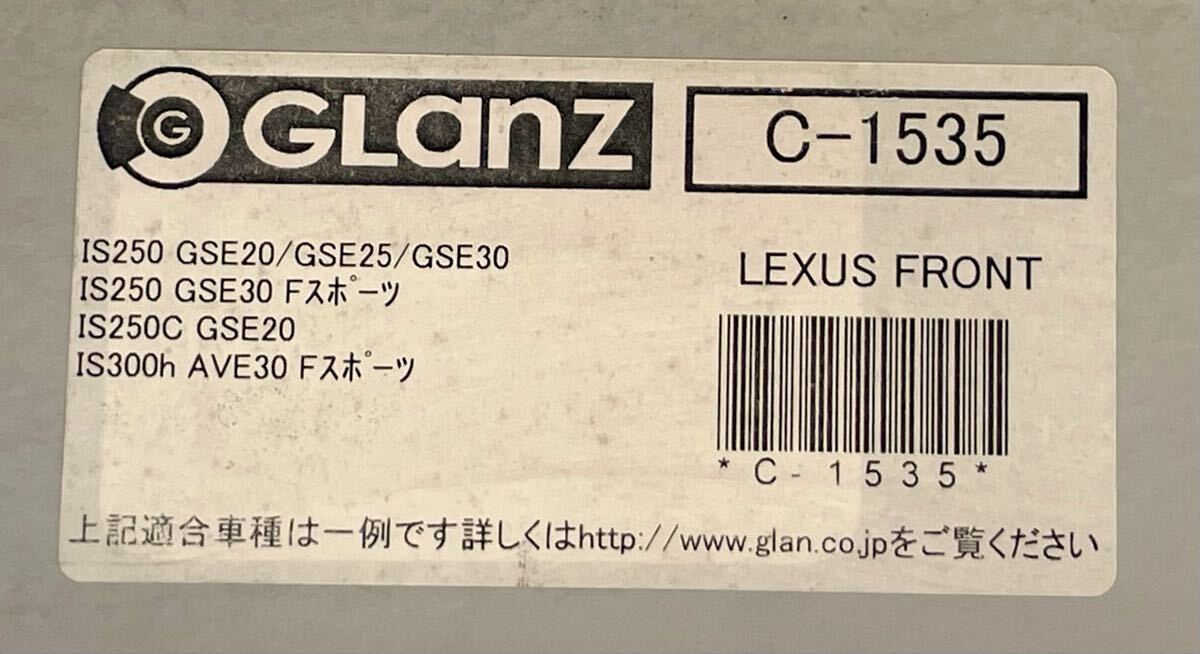 G GLanz
C-1535
IS250 GSE20/GSE25/GSE30
IS250 GSE30 Fスポーツ
IS250C GSE20
IS300h AVE30 Fスポーツ
LEXUS FRONT
*C-1535*
上記適合車種は一例です詳しくはhttp://www.glan.co.jpをご覧ください